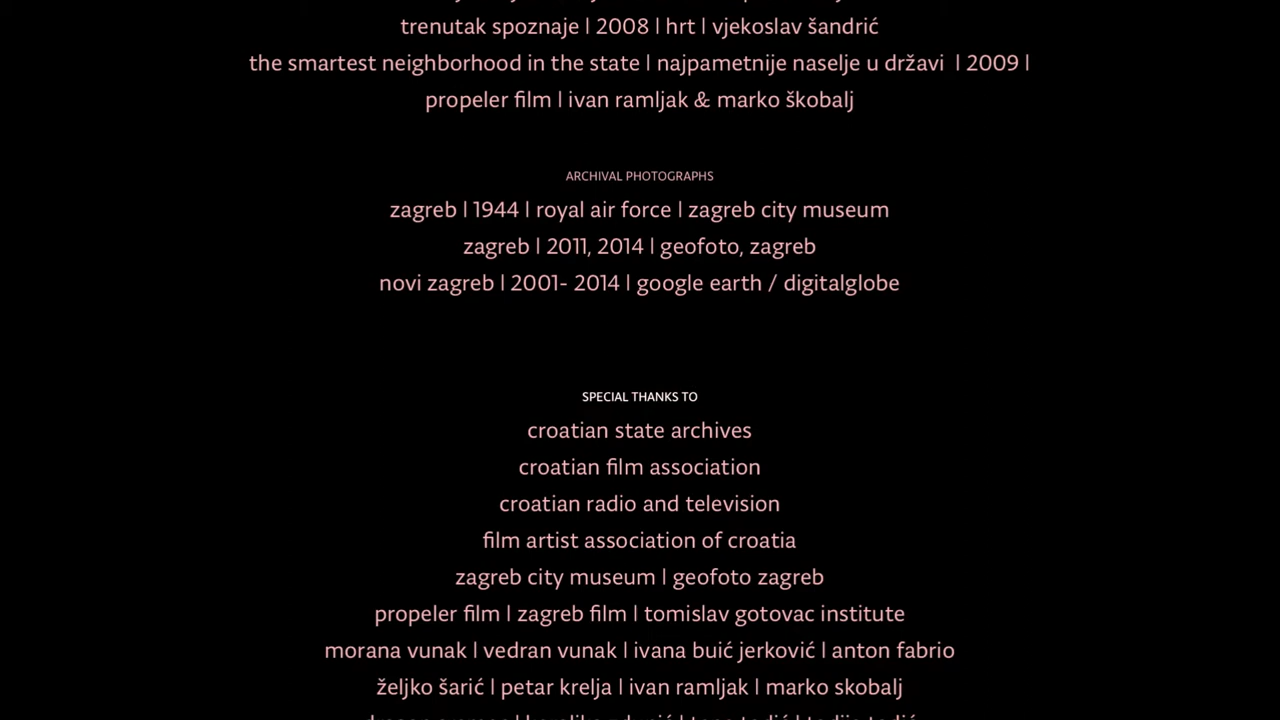 trenutak spoznaje | 2008 | hrt | vjekoslav šandrić
the smartest neighborhood in the state | najpametnije naselje u državi | 2009 |
propeler film | ivan ramljak & marko škobalj
ARCHIVAL PHOTOGRAPHS
zagreb | 1944 | royal air force | zagreb city museum
zagreb | 2011, 2014 | geofoto, zagreb
novi zagreb | 2001- 2014 | google earth / digitalglobe
SPECIAL THANKS TO
croatian state archives
croatian film association
croatian radio and television
film artist association of croatia
zagreb city museum | geofoto zagreb
propeler film | zagreb film | tomislav gotovac institute
morana vunak | vedran vunak | ivana buić jerković | anton fabrio
željko šarić | petar krelja | ivan ramljak | marko skobalj